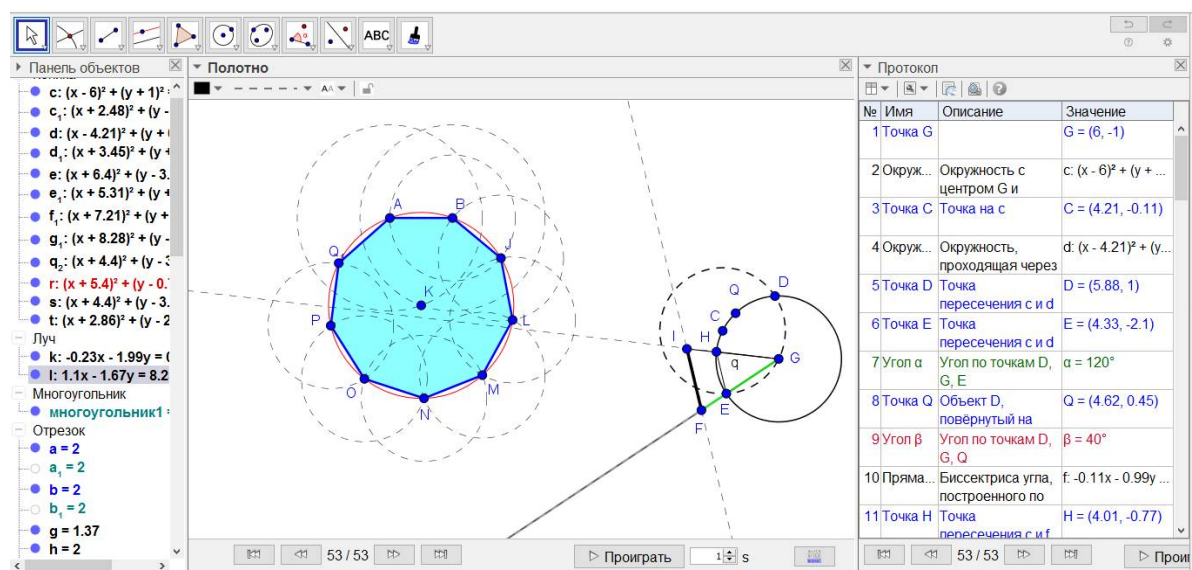 ABC
Панель объектов
Полотно
Протокол
AA
c: (x - 6)² + (y + 1)² :
c₁: (x + 2.48)² + (y -
d: (x - 4.21)² + (y + (
d₁: (x + 3.45)² + (y +
e: (x + 6.4)² + (y - 3.
e₁: (x + 5.31)² + (y +
f₁: (x + 7.21)² + (y +
g₁: (x + 8.28)² + (y -
q₂: (x + 4.4)² + (y - 3
r: (x + 5.4)² + (y - 0.
s: (x + 4.4)² + (y - 3.
t: (x + 2.86)² + (y - 2
Луч
k: -0.23x - 1.99y = (
l: 1.1x - 1.67y = 8.2
Многоугольник
многоугольник1 =
Отрезок
a = 2
a₁ = 2
b = 2
b₁ = 2
g = 1.37
h = 2
A
B
Q
J
K
P
L
O
M
N
D
Q
C
I
H
G
q
E
F
53 / 53
Проиграть
1
s
№ Имя Описание Значение
1 Точка G G = (6, -1)
2 Окруж... Окружность с c: (x - 6)² + (y + ...
центром G и
3 Точка C Точка на c C = (4.21, -0.11)
4 Окруж... Окружность, d: (x - 4.21)² + (y...
проходящая через
5 Точка D Точка D = (5.88, 1)
пересечения c и d
6 Точка E Точка E = (4.33, -2.1)
пересечения c и d
7 Угол α Угол по точкам D, α = 120°
G, E
8 Точка Q Объект D, Q = (4.62, 0.45)
повёрнутый на
9 Угол β Угол по точкам D, β = 40°
G, Q
10 Пряма... Биссектриса угла, f: -0.11x - 0.99y ...
построенного по
11 Точка H Точка H = (4.01, -0.77)
пересечения c и f
53 / 53
Прои